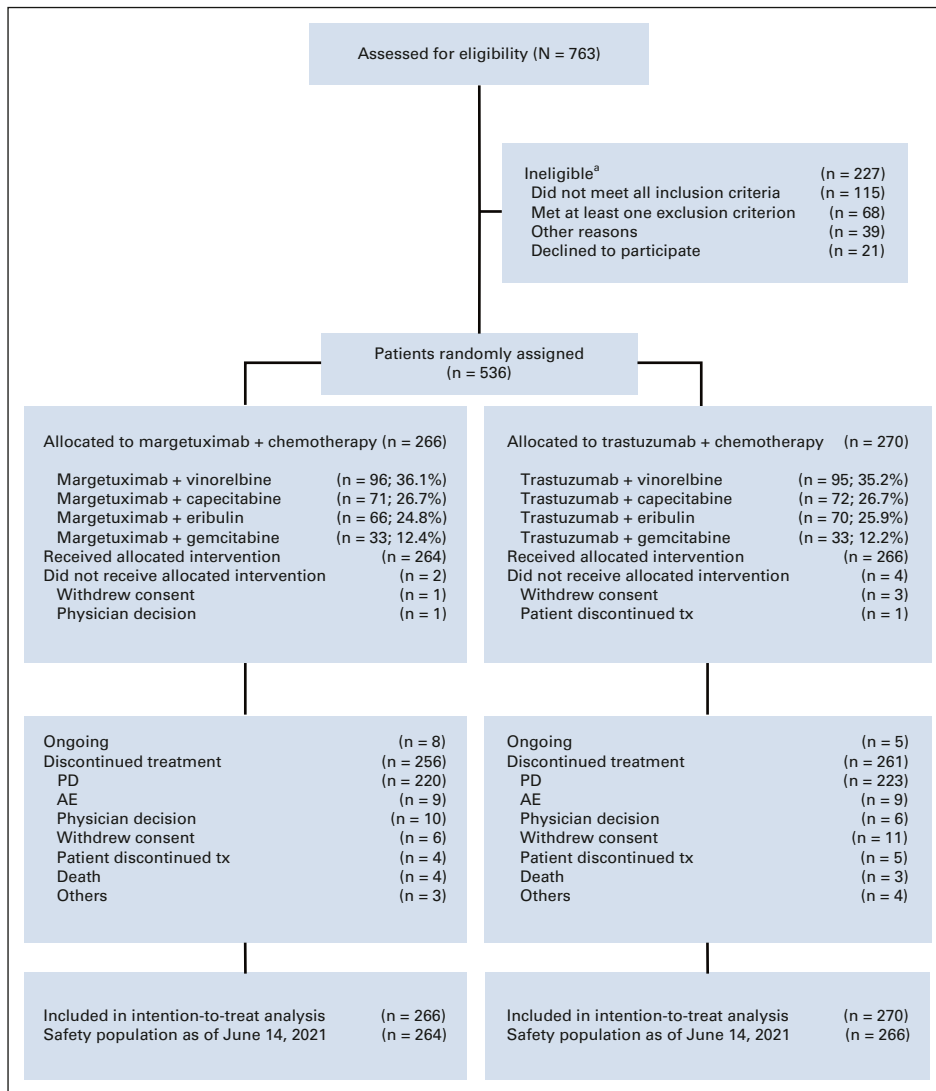 Assessed for eligibility (N = 763)
Ineligibleª (n = 227)
Did not meet all inclusion criteria (n = 115)
Met at least one exclusion criterion (n = 68)
Other reasons (n = 39)
Declined to participate (n = 21)
Patients randomly assigned
(n = 536)
Allocated to margetuximab + chemotherapy (n = 266)
Margetuximab + vinorelbine (n = 96; 36.1%)
Margetuximab + capecitabine (n = 71; 26.7%)
Margetuximab + eribulin (n = 66; 24.8%)
Margetuximab + gemcitabine (n = 33; 12.4%)
Received allocated intervention (n = 264)
Did not receive allocated intervention (n = 2)
Withdrew consent (n = 1)
Physician decision (n = 1)
Allocated to trastuzumab + chemotherapy (n = 270)
Trastuzumab + vinorelbine (n = 95; 35.2%)
Trastuzumab + capecitabine (n = 72; 26.7%)
Trastuzumab + eribulin (n = 70; 25.9%)
Trastuzumab + gemcitabine (n = 33; 12.2%)
Received allocated intervention (n = 266)
Did not receive allocated intervention (n = 4)
Withdrew consent (n = 3)
Patient discontinued tx (n = 1)
Ongoing (n = 8)
Discontinued treatment (n = 256)
PD (n = 220)
AE (n = 9)
Physician decision (n = 10)
Withdrew consent (n = 6)
Patient discontinued tx (n = 4)
Death (n = 4)
Others (n = 3)
Ongoing (n = 5)
Discontinued treatment (n = 261)
PD (n = 223)
AE (n = 9)
Physician decision (n = 6)
Withdrew consent (n = 11)
Patient discontinued tx (n = 5)
Death (n = 3)
Others (n = 4)
Included in intention-to-treat analysis (n = 266)
Safety population as of June 14, 2021 (n = 264)
Included in intention-to-treat analysis (n = 270)
Safety population as of June 14, 2021 (n = 266)